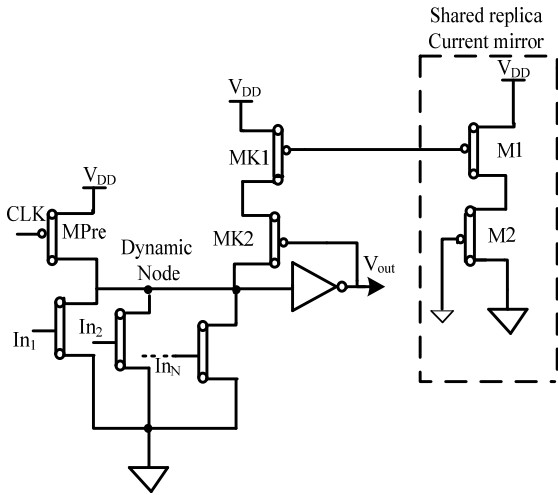 Shared replica
Current mirror
VDD
VDD
M1
MK1
VDD
CLK
MPre
M2
MK2
Dynamic
Node
Vout
In1
In2
InN